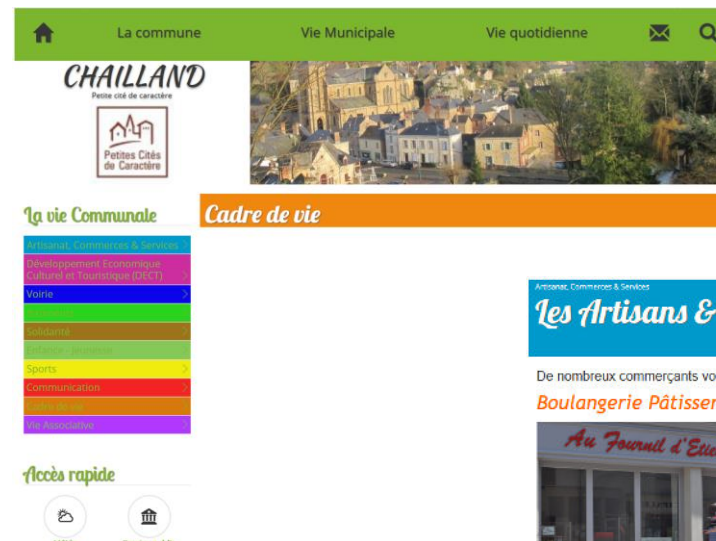 La commune
Vie Municipale
Vie quotidienne
CHAILLAND
Petite cité de caractère
Petites Cités
de Caractère
La vie Communale
Cadre de vie
Artisanat, Commerces & Services
Développement Economique
Culturel et Touristique (DECT)
Voirie
Solidarité
Enfance - Jeunesse
Sports
Communication
Cadre de vie
Vie Associative
Artisanat, Commerces & Services
Les Artisans &
De nombreux commerçants vo
Boulangerie Pâtisser
Au Fournil d'Etie
Accès rapide